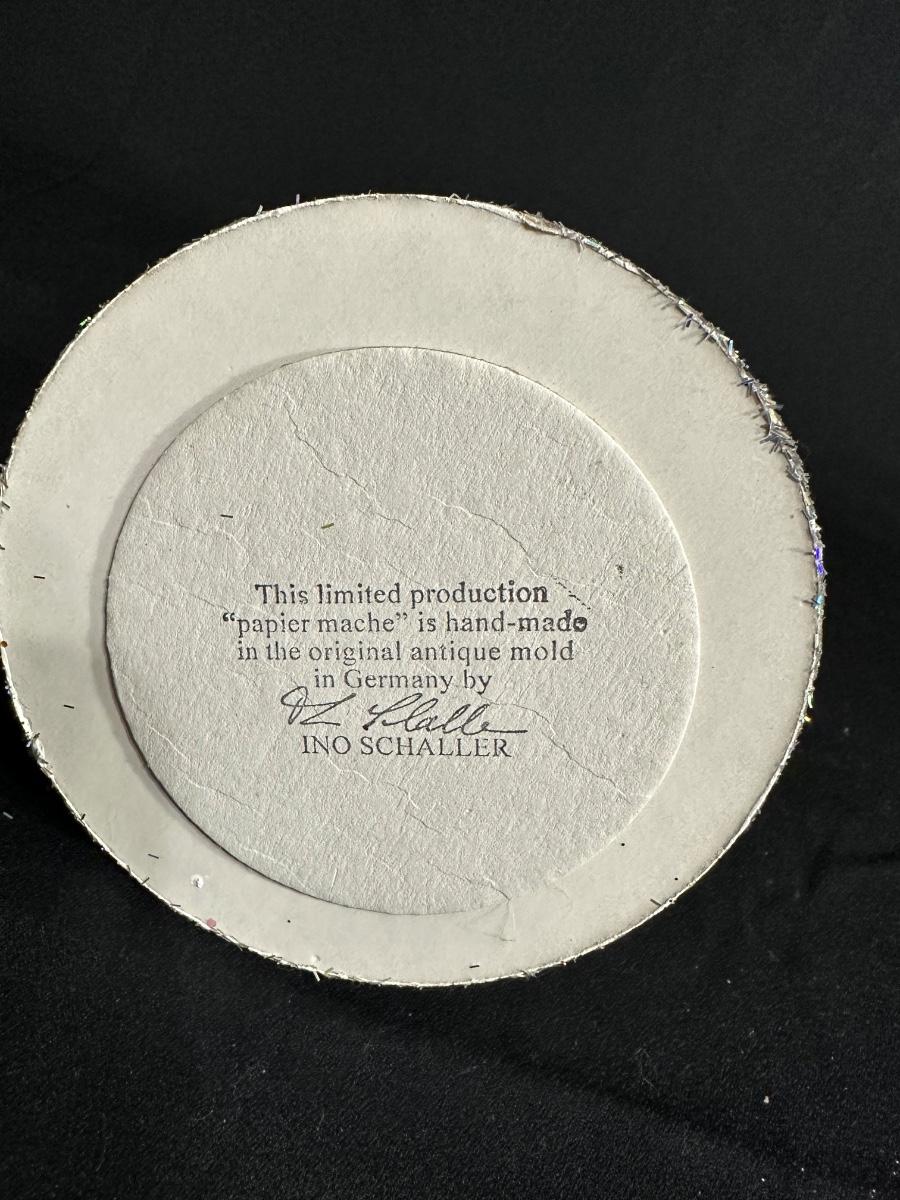 This limited production
“papier mache” is hand-made
in the original antique mold
in Germany by
INO SCHALLER